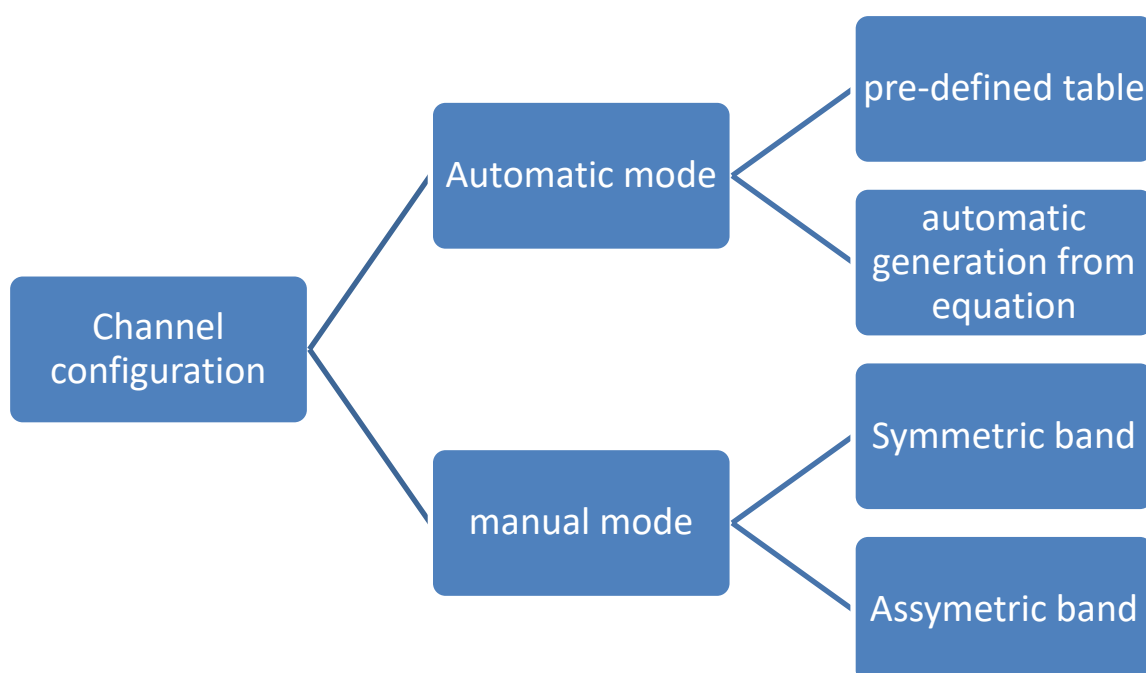 Channel
configuration
Automatic mode
pre-defined table
automatic
generation from
equation
manual mode
Symmetric band
Assymetric band